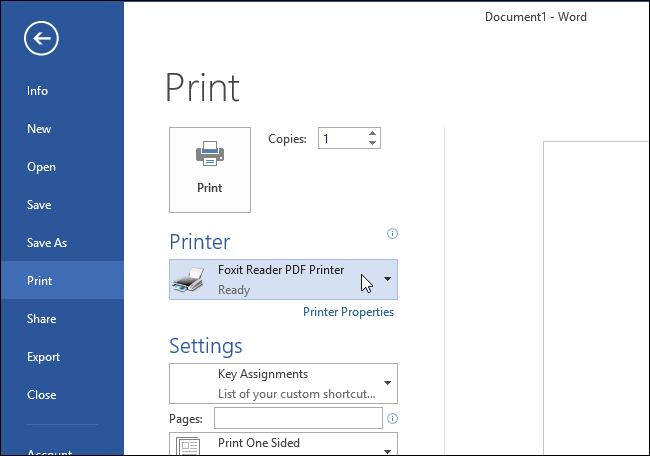 Document1 - Word
Info
New
Open
Save
Save As
Print
Share
Export
Close
Account
Print
Print
Copies: 1
Printer
Foxit Reader PDF Printer
Ready
Printer Properties
Settings
Key Assignments
List of your custom shortcut...
Pages:
Print One Sided